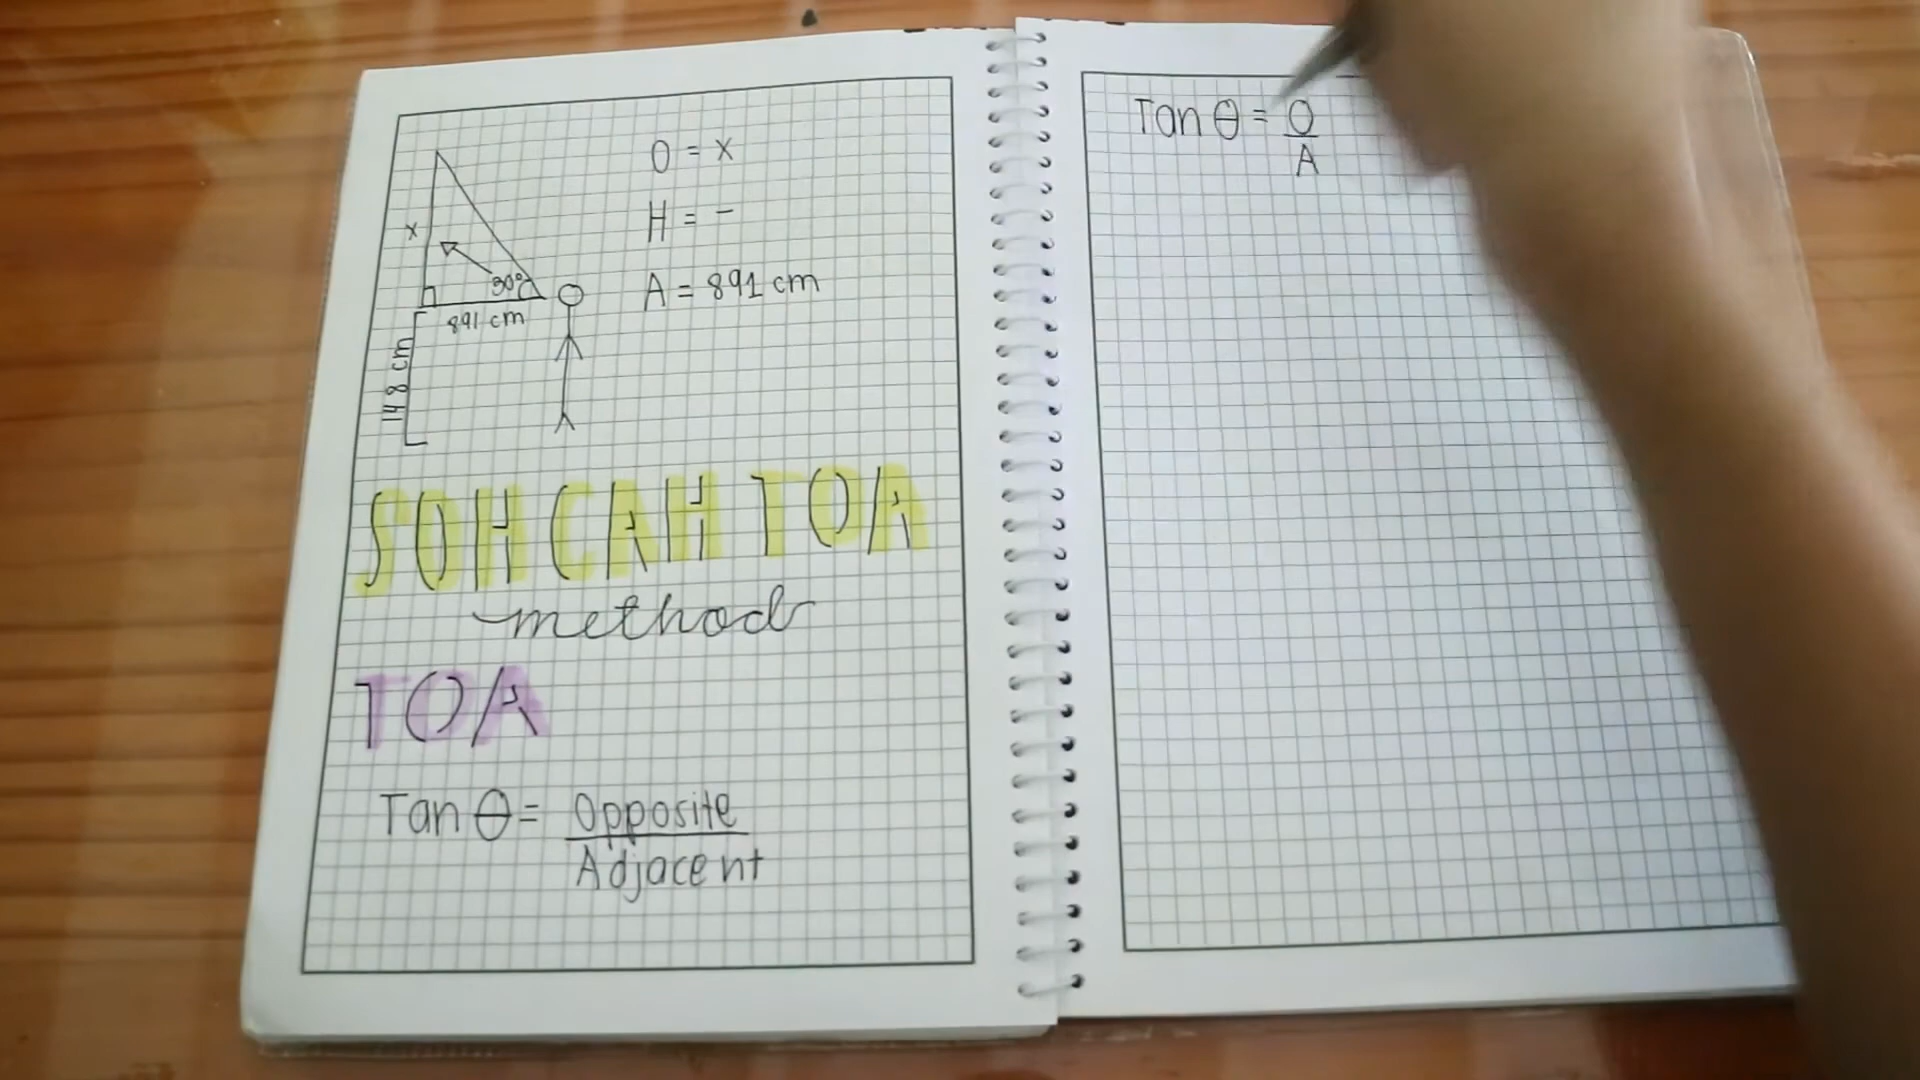 O = x
H = -
A = 891 cm
x
30°
891 cm
148 cm
SOH CAH TOA
method
TOA
Tan θ = Opposite
Adjacent
Tan θ = O
A